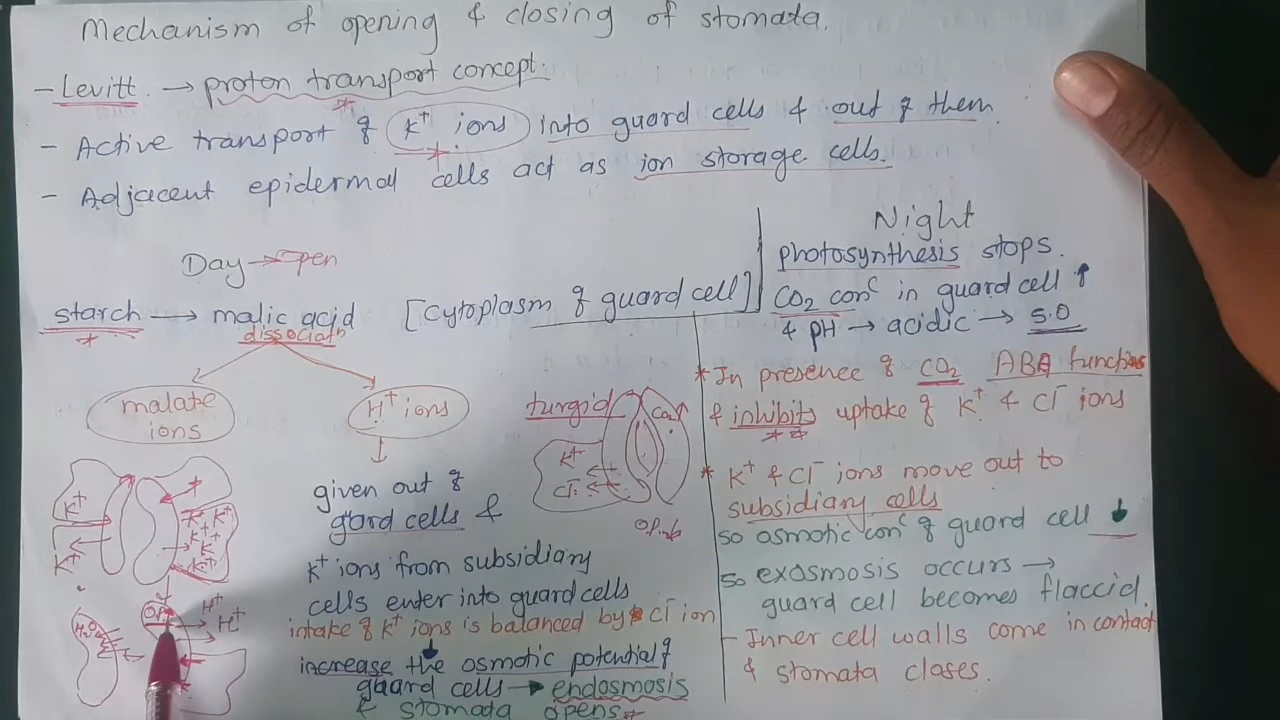 Mechanism of opening & closing of stomata.
- Levitt. → proton transport concept.
- Active transport of K+ ions into guard cells & out of them.
- Adjacent epidermal cells act as ion storage cells.
Day → Open
starch → malic acid [cytoplasm of guard cell]
dissociatn
malate ions
H+ ions
given out of
gard cells &
K+ ions from subsidiary
cells enter into guard cells
intake of K+ ions is balanced by Cl- ion
increase the osmotic potential of
guard cells → endosmosis
& stomata opens
turgid
K+
Cl-
K+
K+
K+ K+
K+
K
K+
H+
H+
H2O
Night
photosynthesis stops.
CO2 conc in guard cell ↑
& pH → acidic → 5.0
* In presence of CO2 ABA functions
& inhibits uptake of K+ & Cl- ions
* K+ & Cl- ions move out to
subsidiary cells
so osmotic conc of guard cell ↓
so exosmosis occurs →
guard cell becomes flaccid.
- Inner cell walls come in contact
& stomata closes.